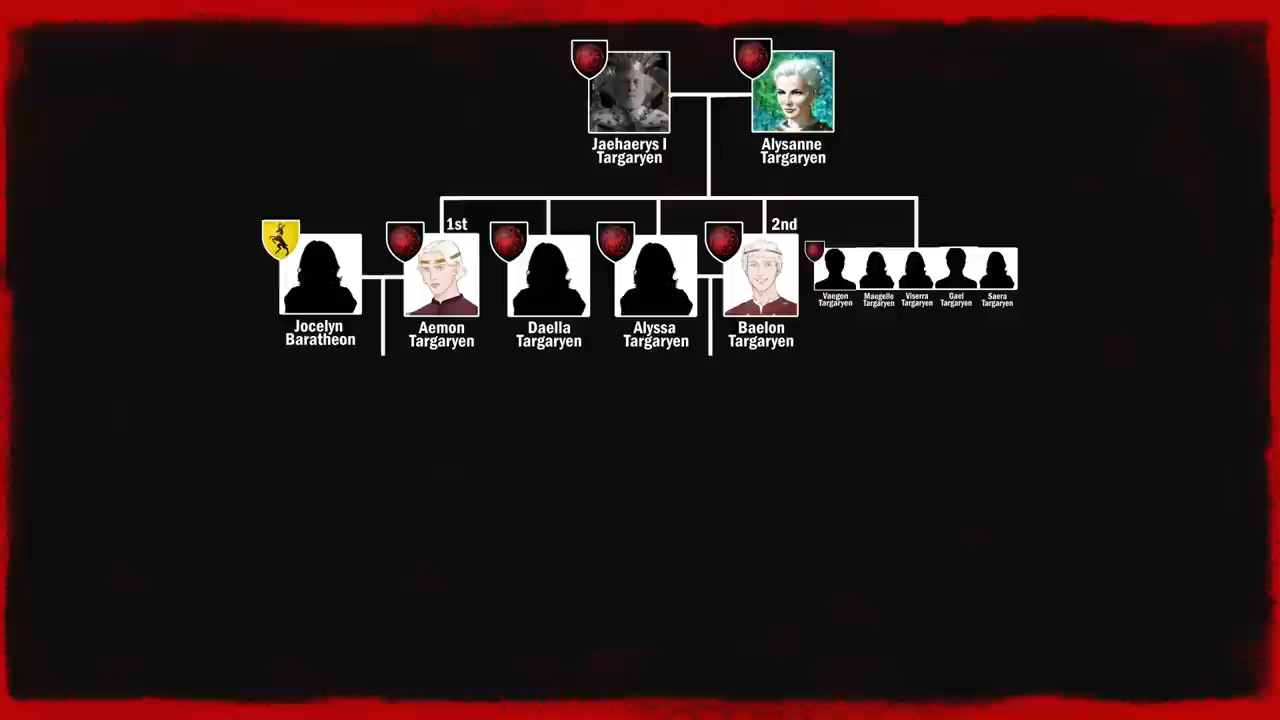 Jaehaerys I
Targaryen
Alysanne
Targaryen
1st
2nd
Jocelyn
Baratheon
Aemon
Targaryen
Daella
Targaryen
Alyssa
Targaryen
Baelon
Targaryen
Vaegon
Targaryen
Maegelle
Targaryen
Viserra
Targaryen
Gael
Targaryen
Saera
Targaryen